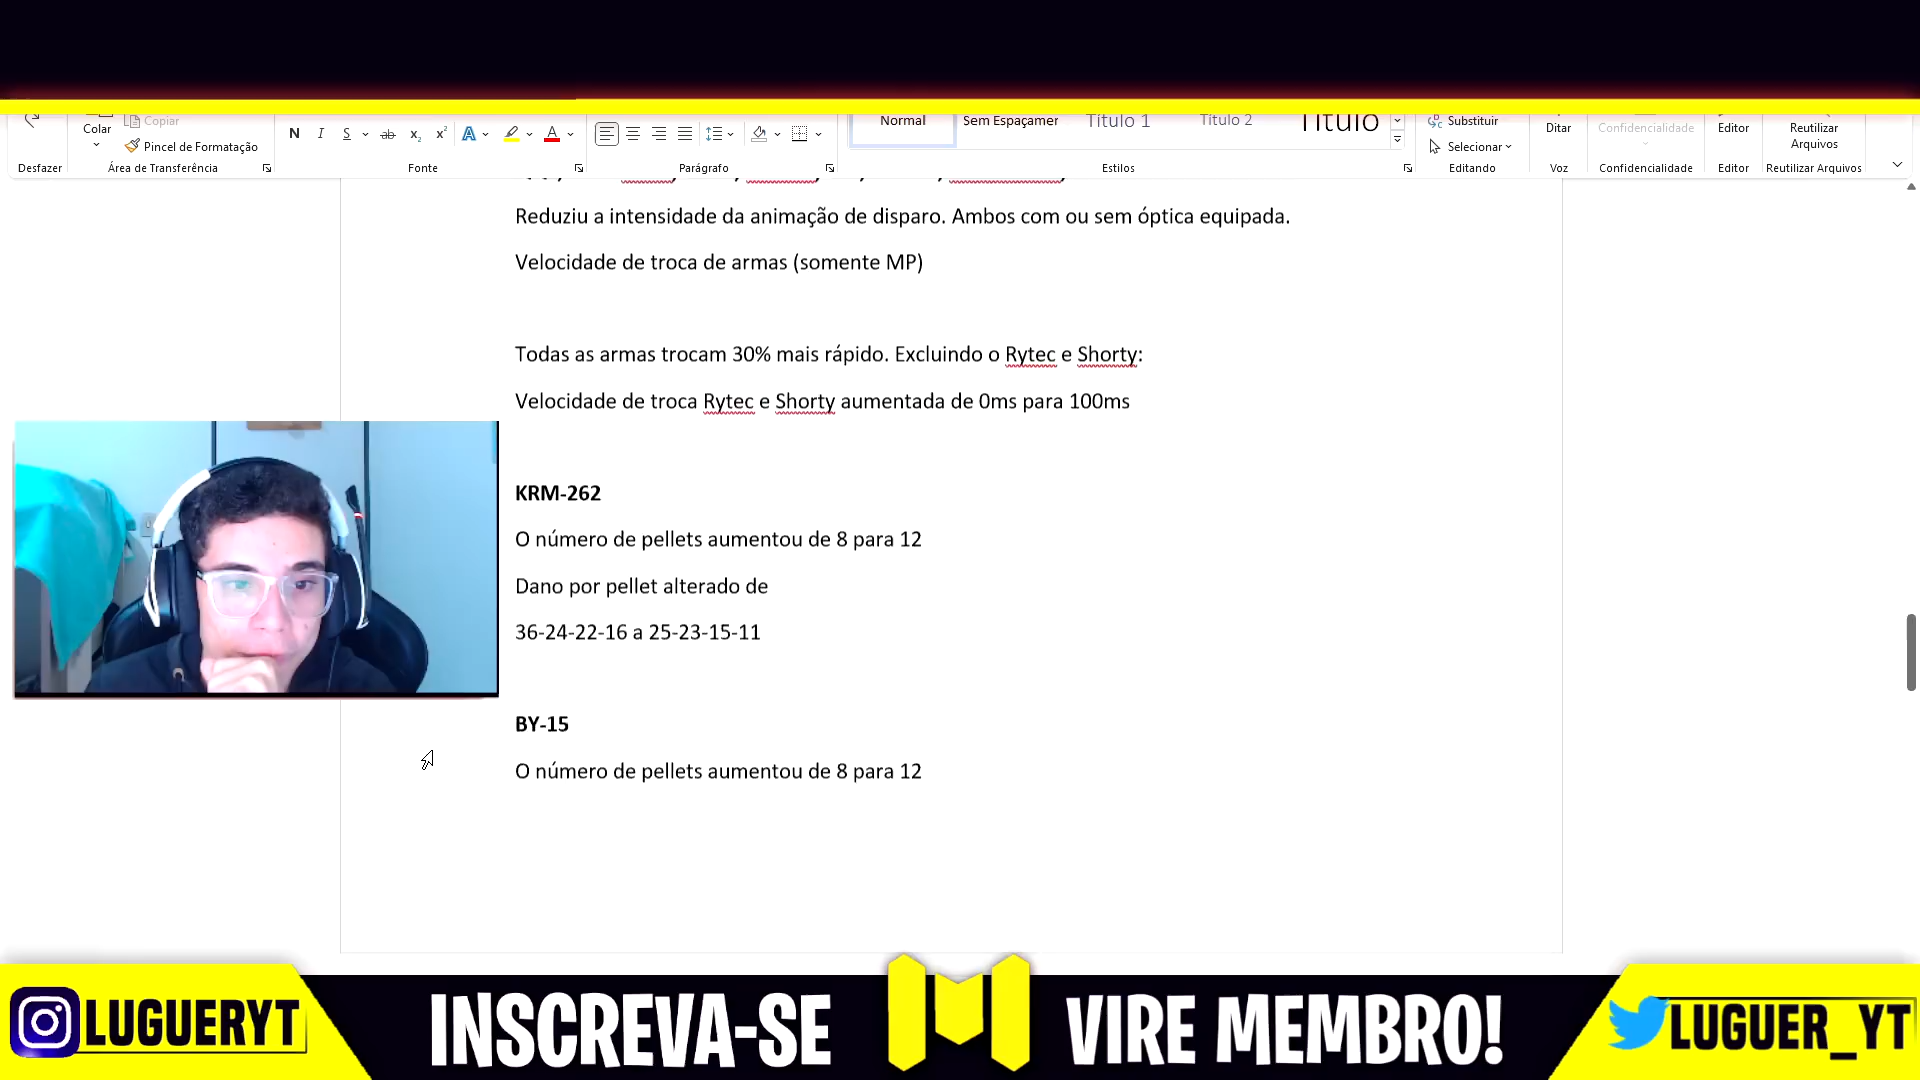 Colar
Copiar
Pincel de Formatação
Desfazer
Área de Transferência
N I S ab x₂ x² A A
Fonte
Parágrafo
Normal
Sem Espaçamer
Título 1
Título 2
Título
Estilos
Substituir
Selecionar
Editando
Ditar
Voz
Confidencialidade
Confidencialidade
Editor
Editor
Reutilizar
Arquivos
Reutilizar Arquivos
Reduziu a intensidade da animação de disparo. Ambos com ou sem óptica equipada.
Velocidade de troca de armas (somente MP)
Todas as armas trocam 30% mais rápido. Excluindo o Rytec e Shorty:
Velocidade de troca Rytec e Shorty aumentada de 0ms para 100ms
KRM-262
O número de pellets aumentou de 8 para 12
Dano por pellet alterado de
36-24-22-16 a 25-23-15-11
BY-15
O número de pellets aumentou de 8 para 12
LUGUERYT
INSCREVA-SE
VIRE MEMBRO!
LUGUER_YT